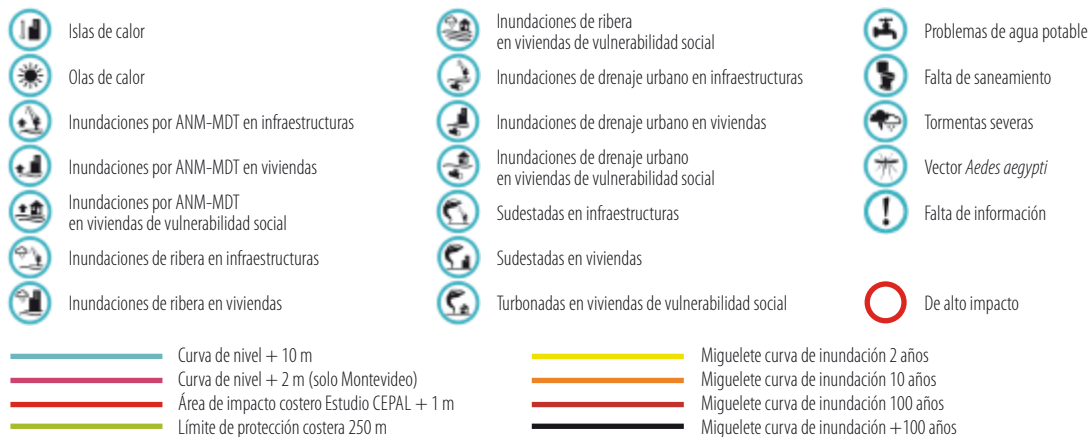 Islas de calor
Olas de calor
Inundaciones por ANM-MDT en infraestructuras
Inundaciones por ANM-MDT en viviendas
Inundaciones por ANM-MDT
en viviendas de vulnerabilidad social
Inundaciones de ribera en infraestructuras
Inundaciones de ribera en viviendas
Inundaciones de ribera
en viviendas de vulnerabilidad social
Inundaciones de drenaje urbano en infraestructuras
Inundaciones de drenaje urbano en viviendas
Inundaciones de drenaje urbano
en viviendas de vulnerabilidad social
Sudestadas en infraestructuras
Sudestadas en viviendas
Turbonadas en viviendas de vulnerabilidad social
Problemas de agua potable
Falta de saneamiento
Tormentas severas
Vector Aedes aegypti
Falta de información
De alto impacto
Curva de nivel + 10 m
Curva de nivel + 2 m (solo Montevideo)
Área de impacto costero Estudio CEPAL + 1 m
Límite de protección costera 250 m
Miguelete curva de inundación 2 años
Miguelete curva de inundación 10 años
Miguelete curva de inundación 100 años
Miguelete curva de inundación +100 años